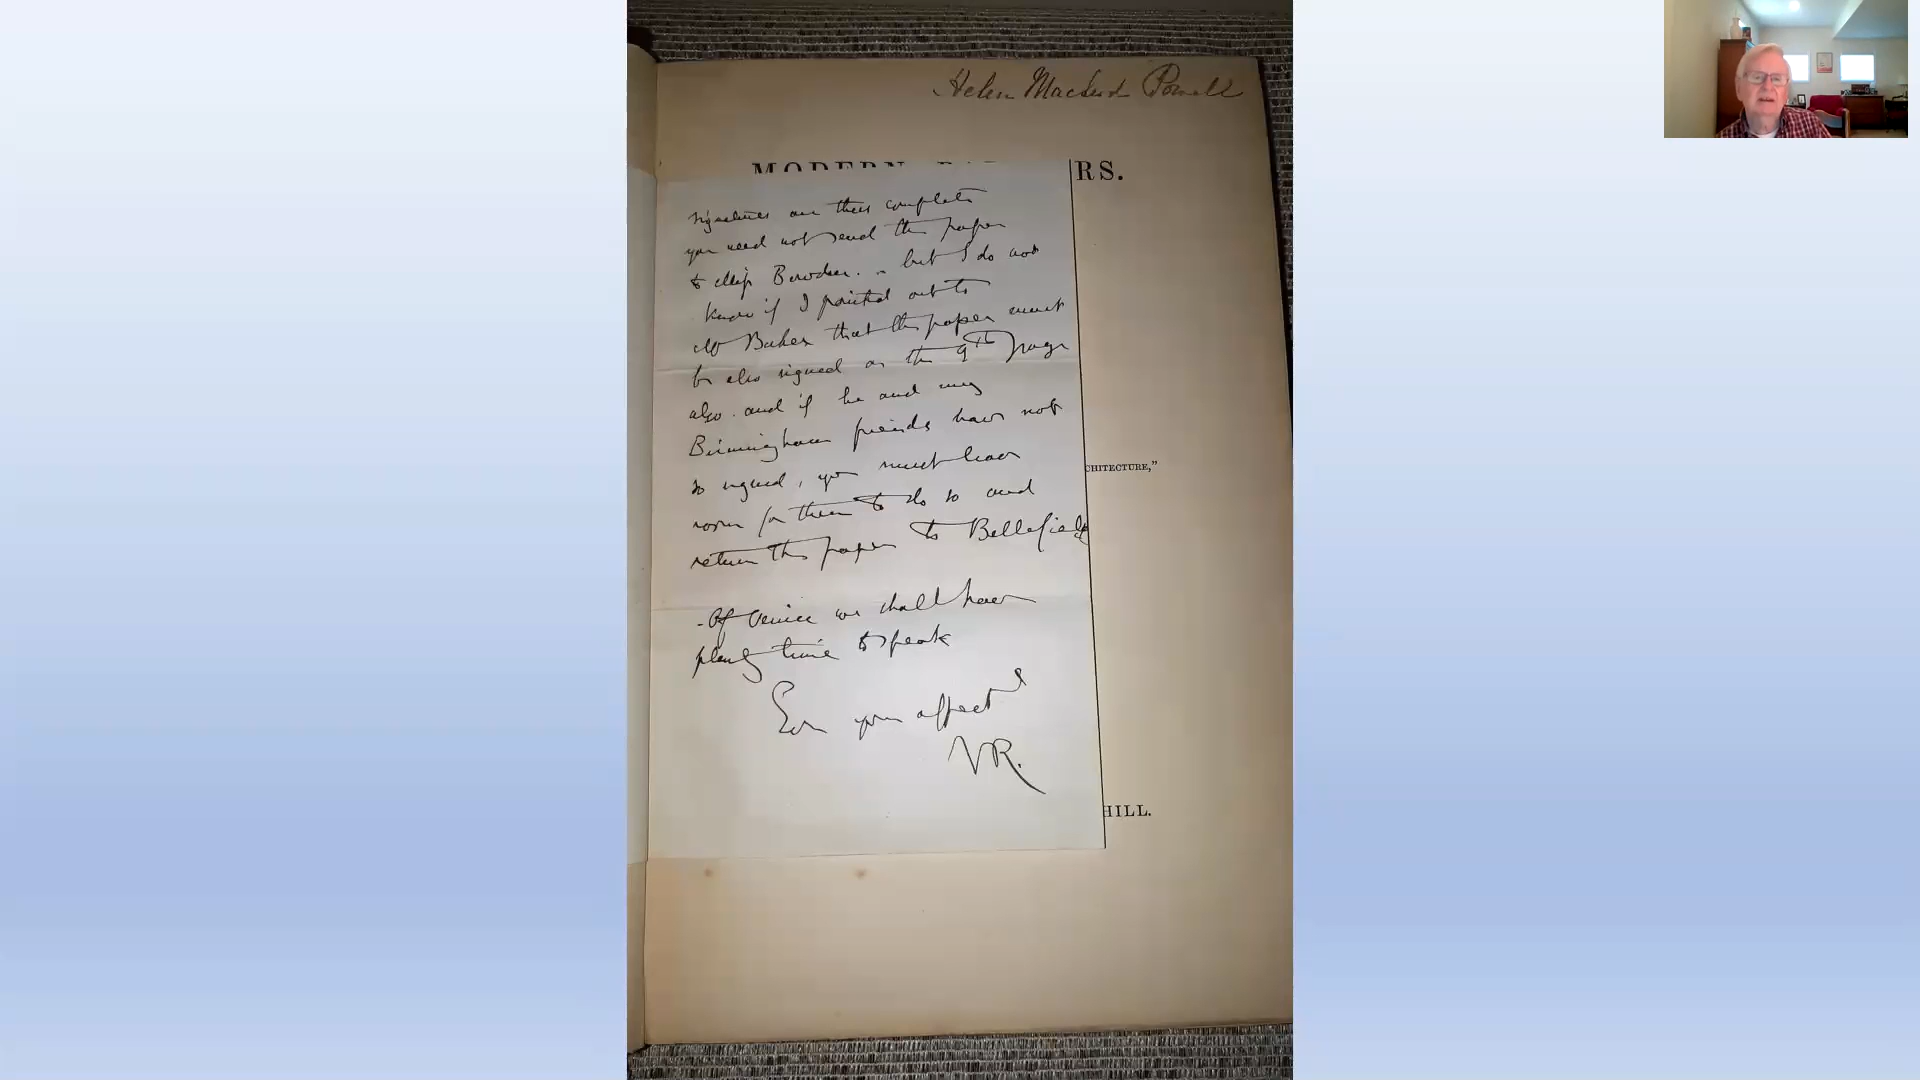 Helen Macleod Powell
MODERN
RS.
signatures are thus complete
you need not send the paper
to Miss Bowden. - but I do not
know if I pointed out to
Mr Baker that the paper must
be also signed on the 9th page
also. and if he and my
Birmingham friends have not
so signed, you must leave
room for them to do so and
return the paper to Bellefield
CHITECTURE,”
- Of Venice we shall have
plenty time to speak
Ever your affect
JR.
HILL.